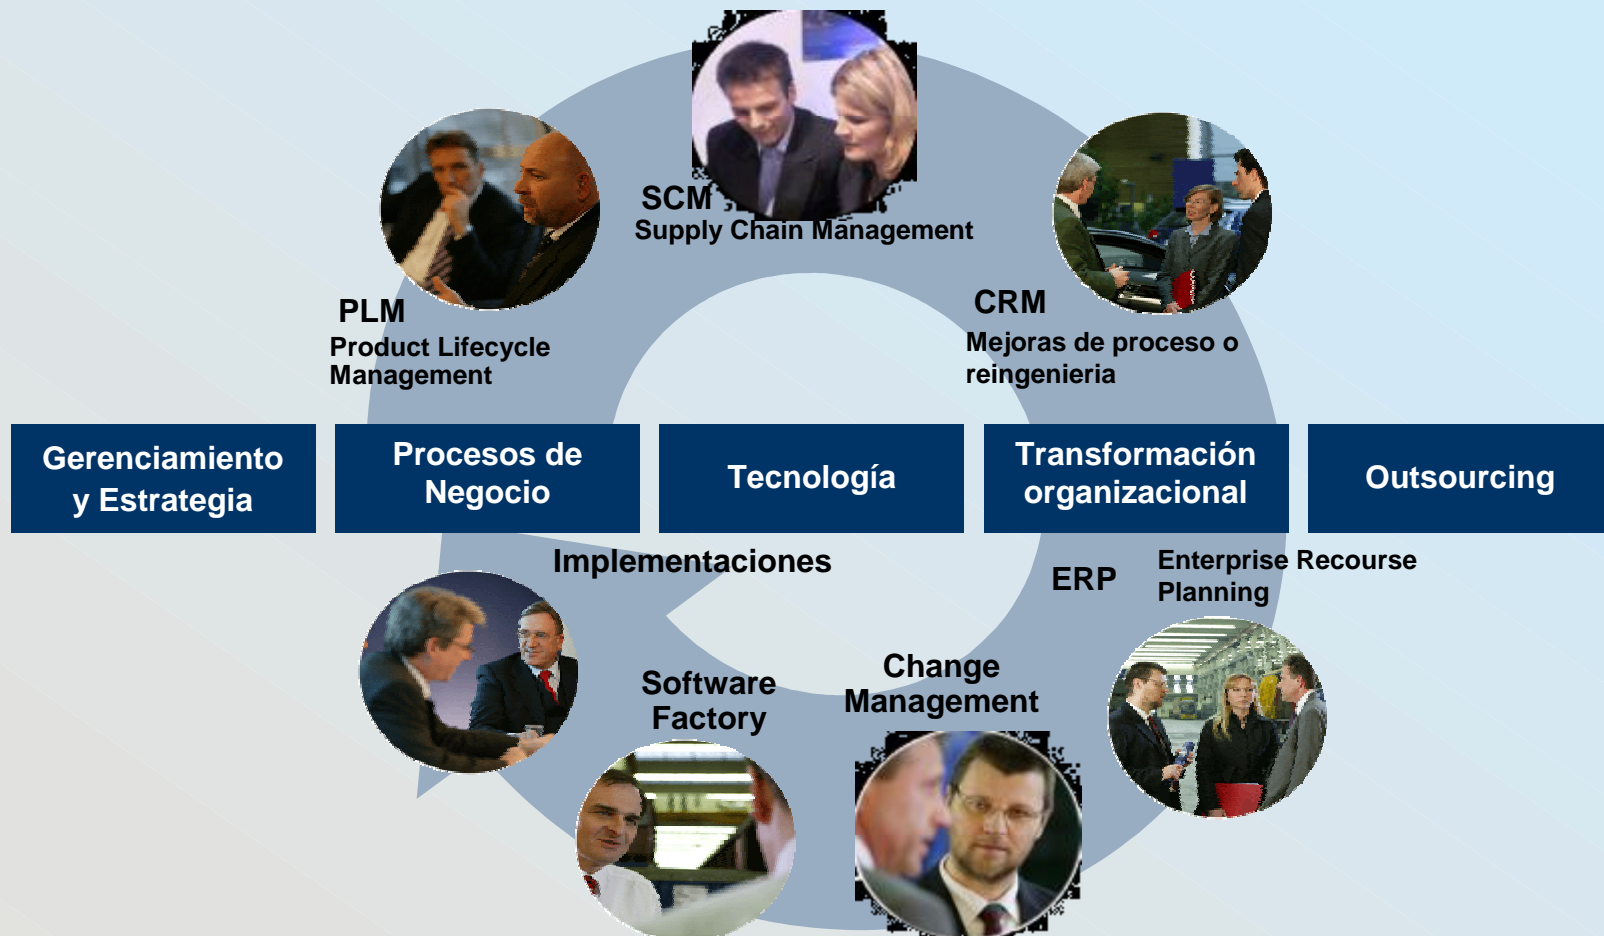 SCM
Supply Chain Management
PLM
Product Lifecycle
Management
CRM
Mejoras de proceso o
reingenieria
Gerenciamiento
y Estrategia
Procesos de
Negocio
Tecnología
Transformación
organizacional
Outsourcing
Implementaciones
ERP
Enterprise Recourse
Planning
Software
Factory
Change
Management